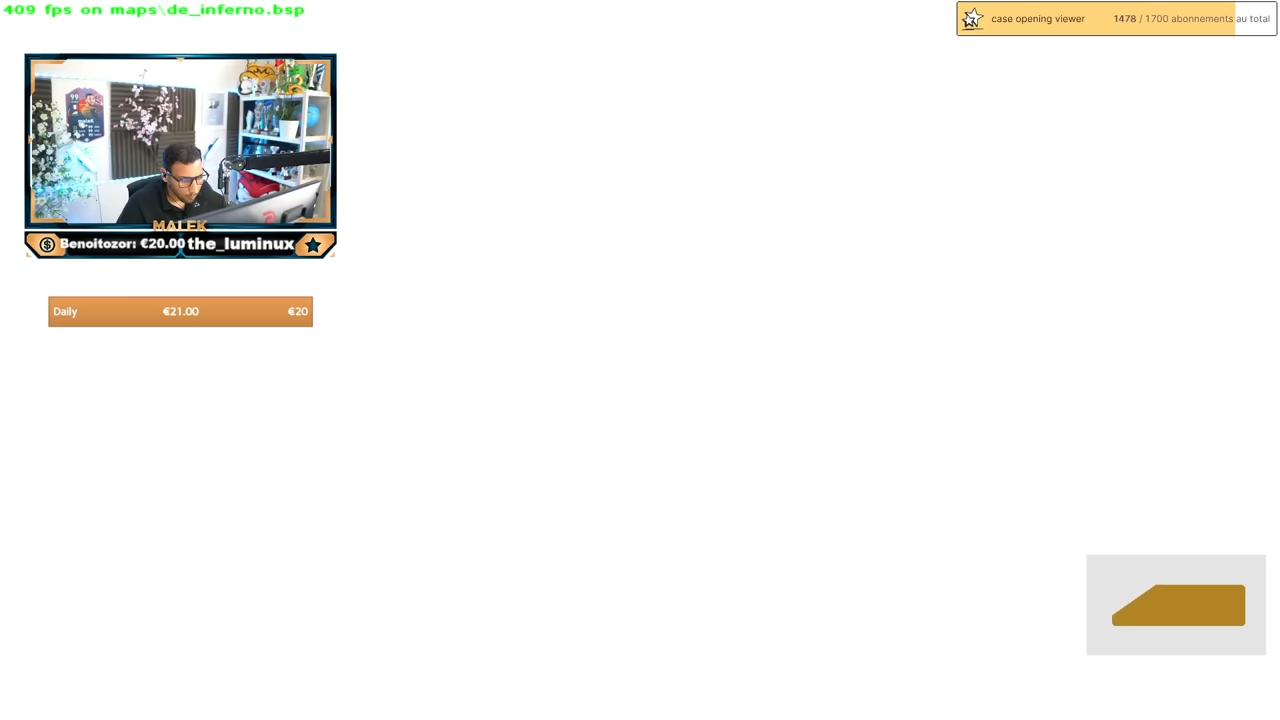 409 fps on maps\de_inferno.bsp
case opening viewer 1478 / 1700 abonnements au total
99
MALEK
Benoitozor: €20.00 the_luminux
Daily €21.00 €20